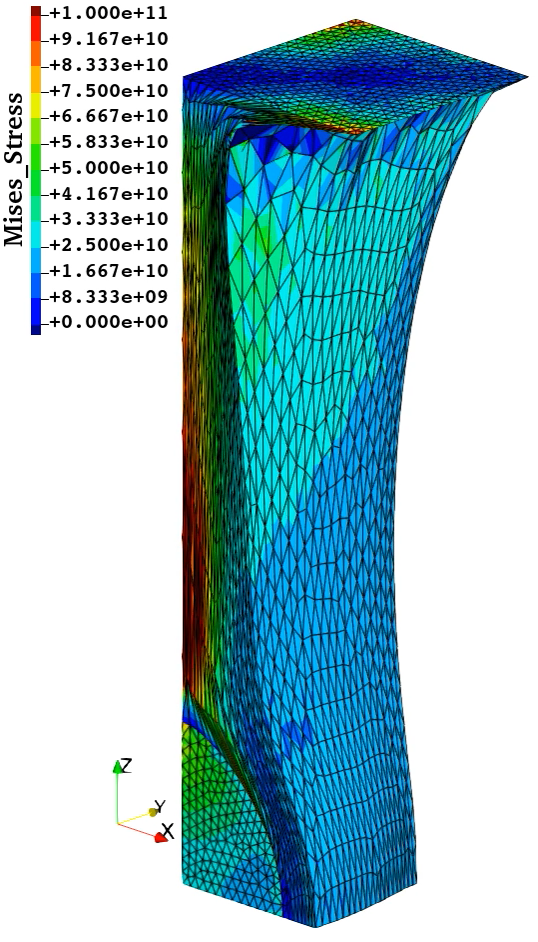 Mises_Stress
+1.000e+11
+9.167e+10
+8.333e+10
+7.500e+10
+6.667e+10
+5.833e+10
+5.000e+10
+4.167e+10
+3.333e+10
+2.500e+10
+1.667e+10
+8.333e+09
+0.000e+00
Z
Y
X